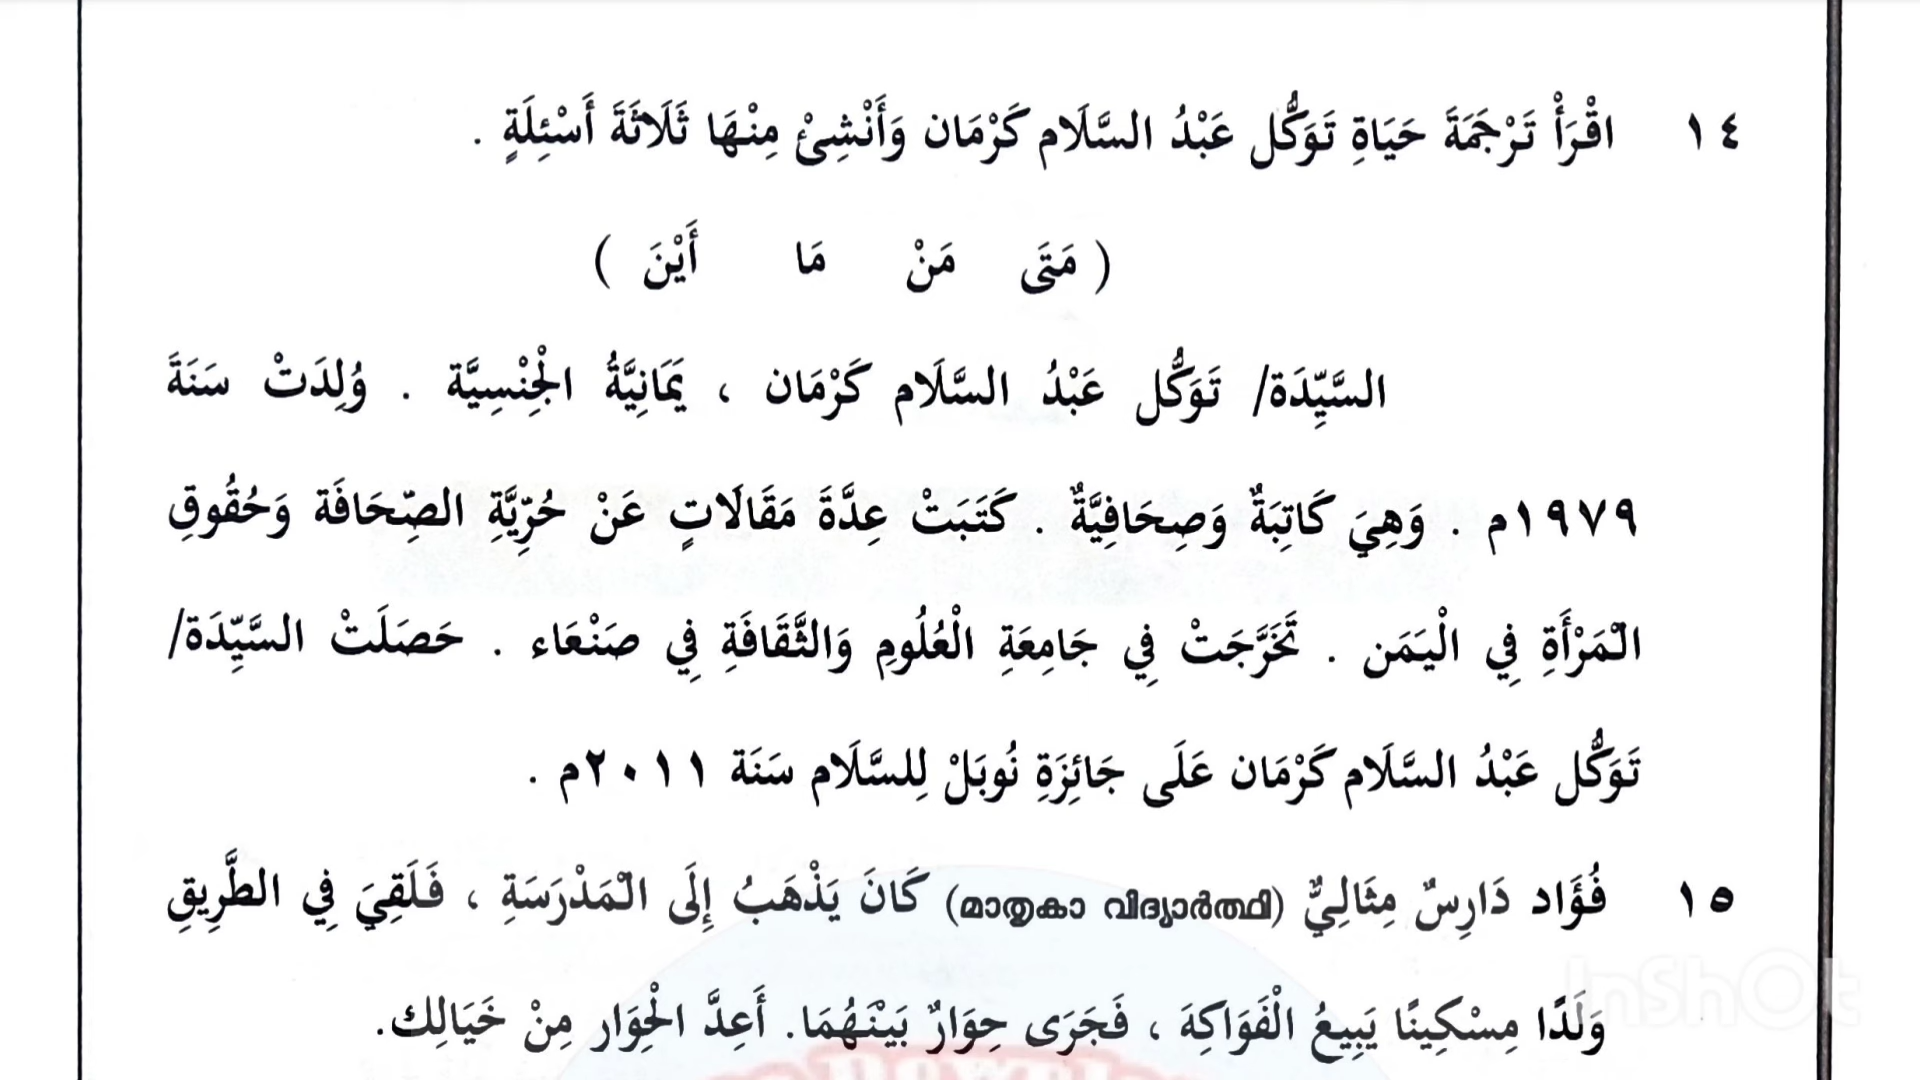 ١٤ اقْرَأْ تَرْجَمَةَ حَيَاةِ تَوَكُّل عَبْدُ السَّلَام كَرْمَان وَأَنْشِئْ مِنْهَا ثَلَاثَةَ أَسْئِلَةٍ .
( مَتَى مَنْ مَا أَيْنَ )
السَّيِّدَة/ تَوَكُّل عَبْدُ السَّلَام كَرْمَان ، يَمَانِيَّةُ الْجِنْسِيَّة . وُلِدَتْ سَنَةَ
١٩٧٩م . وَهِيَ كَاتِبَةٌ وَصِحَافِيَّةٌ . كَتَبَتْ عِدَّةَ مَقَالَاتٍ عَنْ حُرِّيَّةِ الصِّحَافَة وَحُقُوقِ
الْمَرْأَةِ فِي الْيَمَن . تَخَرَّجَتْ فِي جَامِعَةِ الْعُلُومِ وَالثَّقَافَةِ فِي صَنْعَاء . حَصَلَتْ السَّيِّدَة/
تَوَكُّل عَبْدُ السَّلَام كَرْمَان عَلَى جَائِزَةِ نُوبَلْ لِلسَّلَام سَنَة ٢٠١١م .
١٥ فُؤَاد دَارِسٌ مِثَالِيٌّ (മാതൃകാ വിദ്യാർത്ഥി) كَانَ يَذْهَبُ إِلَى الْمَدْرَسَةِ ، فَلَقِيَ فِي الطَّرِيقِ
وَلَدًا مِسْكِينًا يَبِيعُ الْفَوَاكِهَ ، فَجَرَى حِوَارٌ بَيْنَهُمَا. أَعِدَّ الْحِوَار مِنْ خَيَالِك.
InShOt